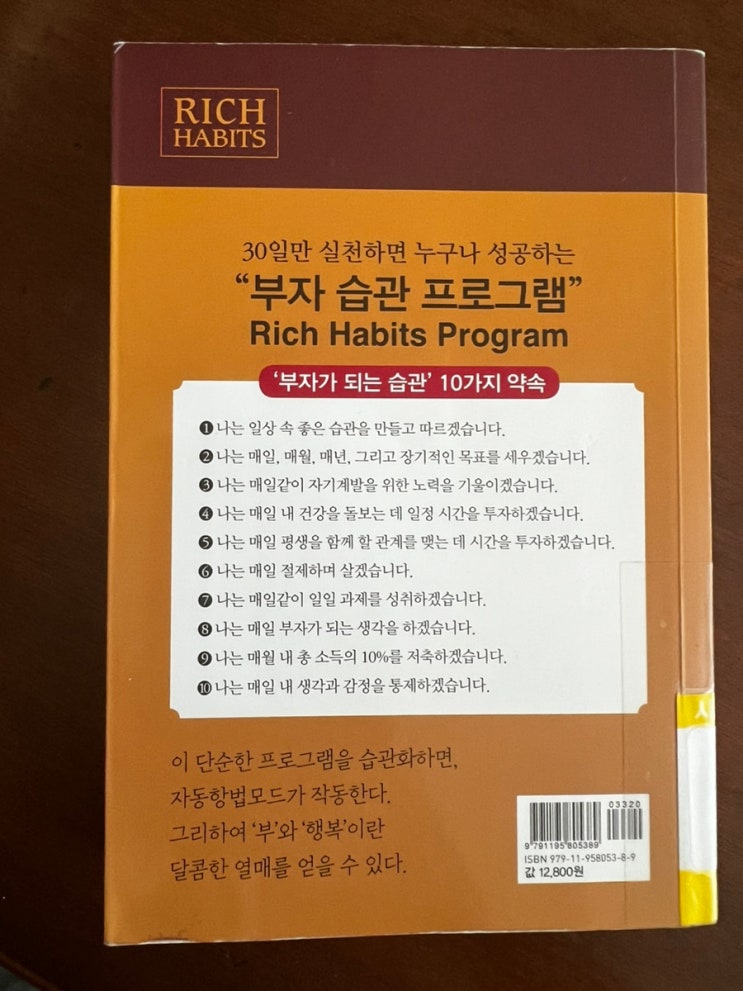 RICH
HABITS
30일만 실천하면 누구나 성공하는
“부자 습관 프로그램”
Rich Habits Program
‘부자가 되는 습관’ 10가지 약속
❶ 나는 일상 속 좋은 습관을 만들고 따르겠습니다.
❷ 나는 매일, 매월, 매년, 그리고 장기적인 목표를 세우겠습니다.
❸ 나는 매일같이 자기계발을 위한 노력을 기울이겠습니다.
❹ 나는 매일 내 건강을 돌보는 데 일정 시간을 투자하겠습니다.
❺ 나는 매일 평생을 함께 할 관계를 맺는 데 시간을 투자하겠습니다.
❻ 나는 매일 절제하며 살겠습니다.
❼ 나는 매일같이 일일 과제를 성취하겠습니다.
❽ 나는 매일 부자가 되는 생각을 하겠습니다.
❾ 나는 매월 내 총 소득의 10%를 저축하겠습니다.
❿ 나는 매일 내 생각과 감정을 통제하겠습니다.
이 단순한 프로그램을 습관화하면,
자동항법모드가 작동한다.
그리하여 ‘부’와 ‘행복’이란
달콤한 열매를 얻을 수 있다.
03320
9 791195 805389
ISBN 979-11-958053-8-9
값 12,800원